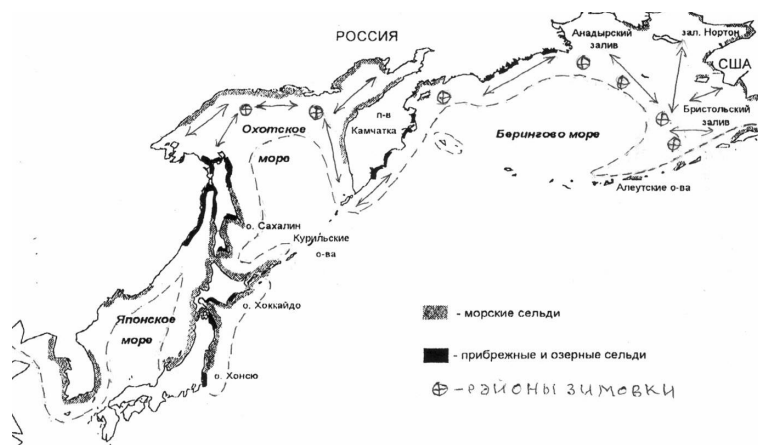 РОССИЯ
Анадырский
залив
зал. Нортон
США
Бристольский
залив
Охотское
море
п-в
Камчатка
Берингово море
Алеутские о-ва
о. Сахалин
Курильские
о-ва
о. Хоккайдо
Японское
море
о. Хонсю
- морские сельди
- прибрежные и озерные сельди
- РЭЙОНЫ ЗИМОВКИ